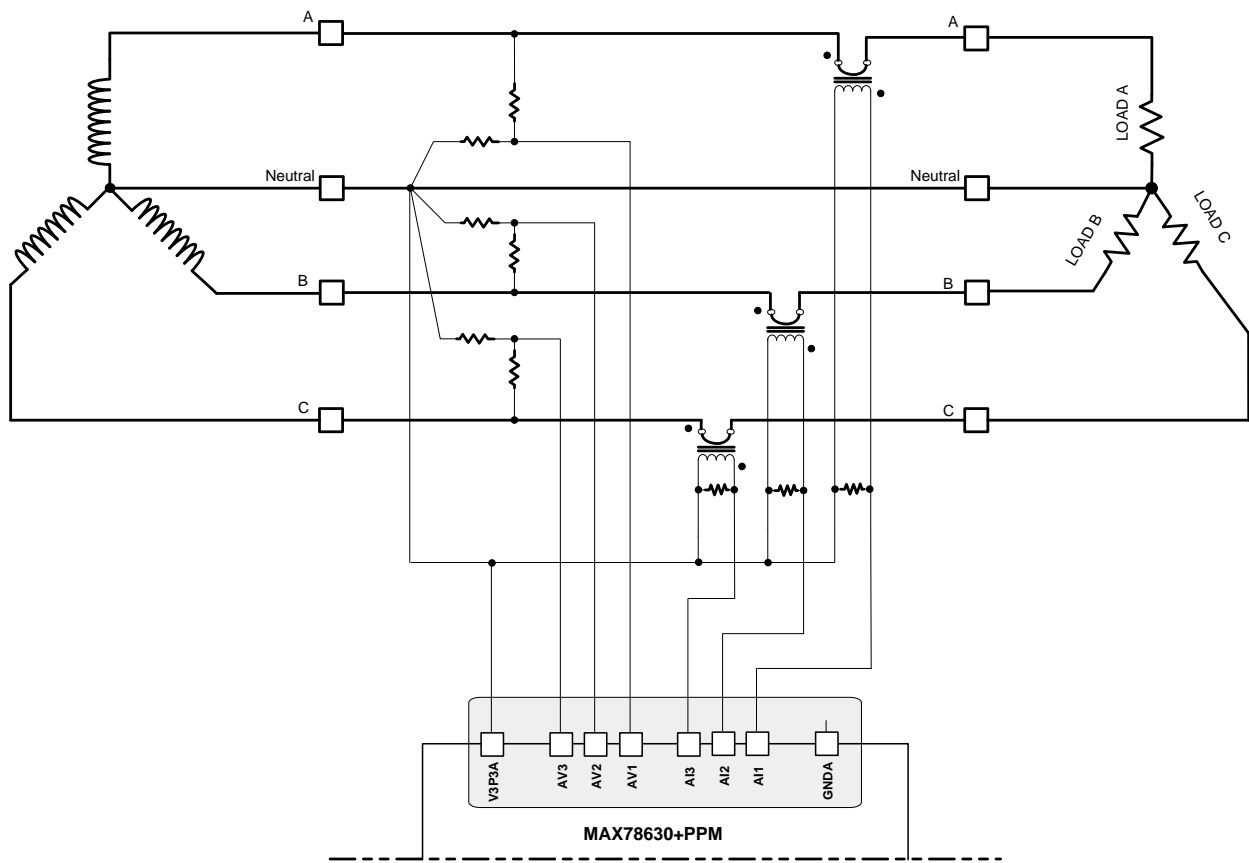 A
A
LOAD A
Neutral
Neutral
LOAD B
LOAD C
B
B
C
C
V3P3A
AV3
AV2
AV1
AI3
AI2
AI1
GNDA
MAX78630+PPM